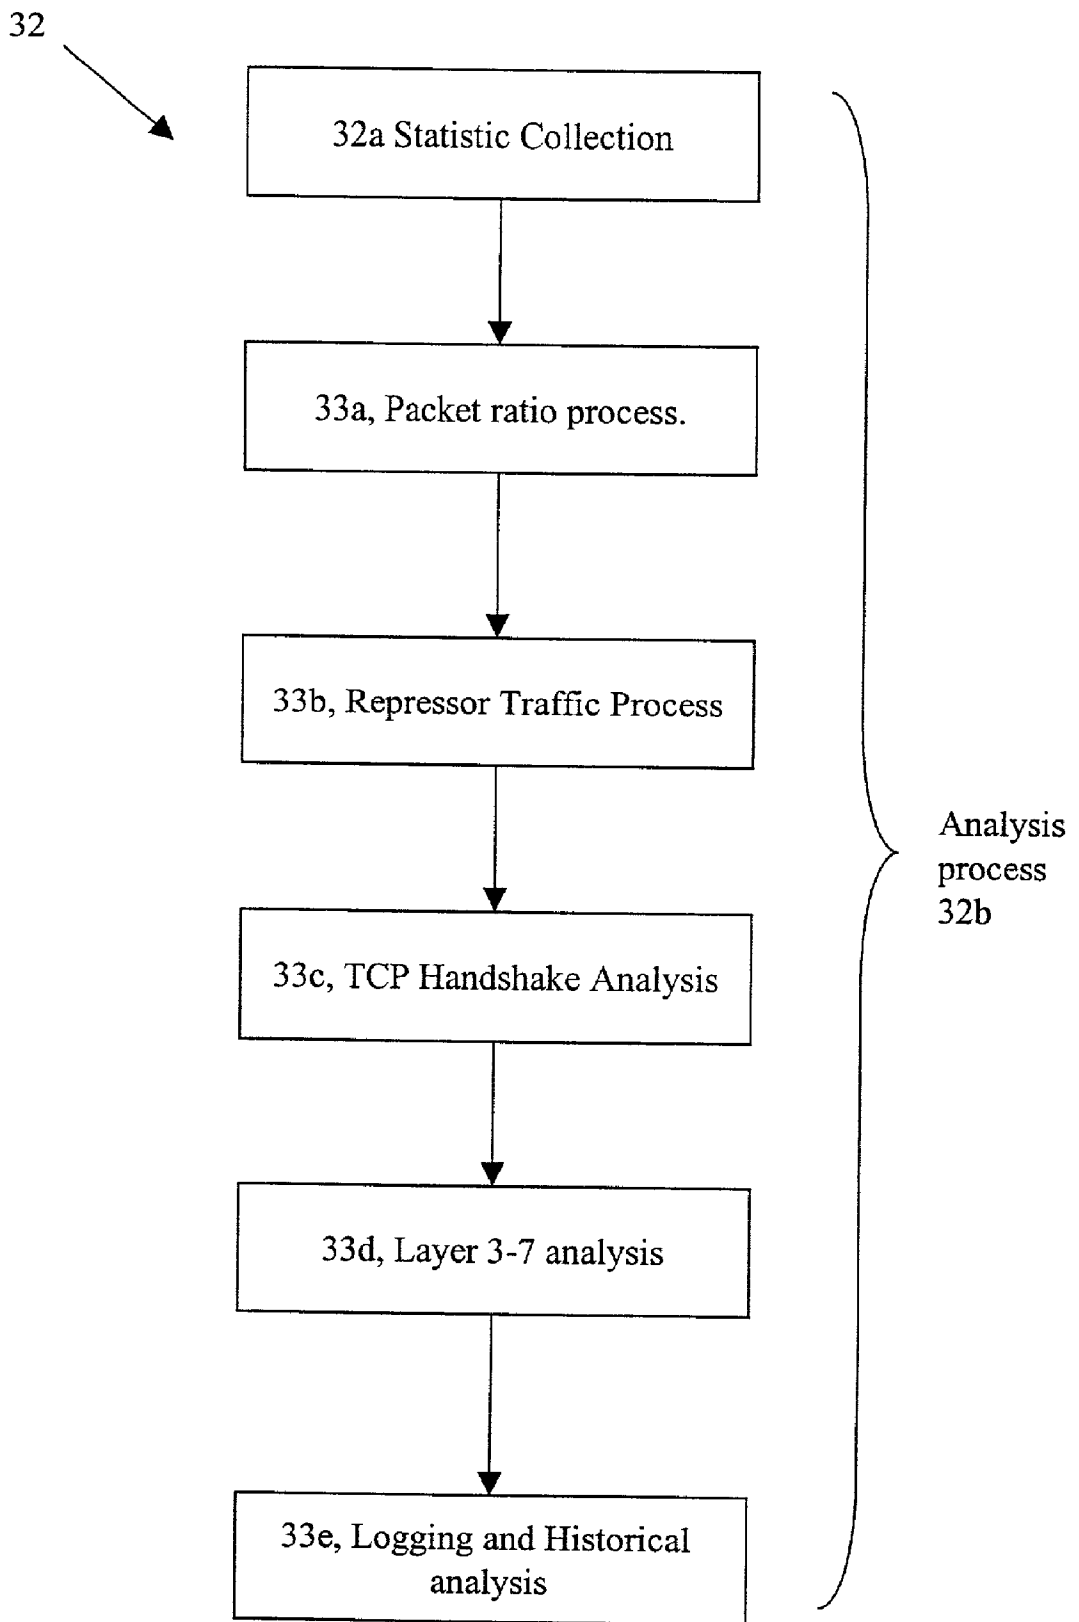 32
32a Statistic Collection
33a, Packet ratio process.
33b, Repressor Traffic Process
33c, TCP Handshake Analysis
33d, Layer 3-7 analysis
33e, Logging and Historical
analysis
Analysis
process
32b